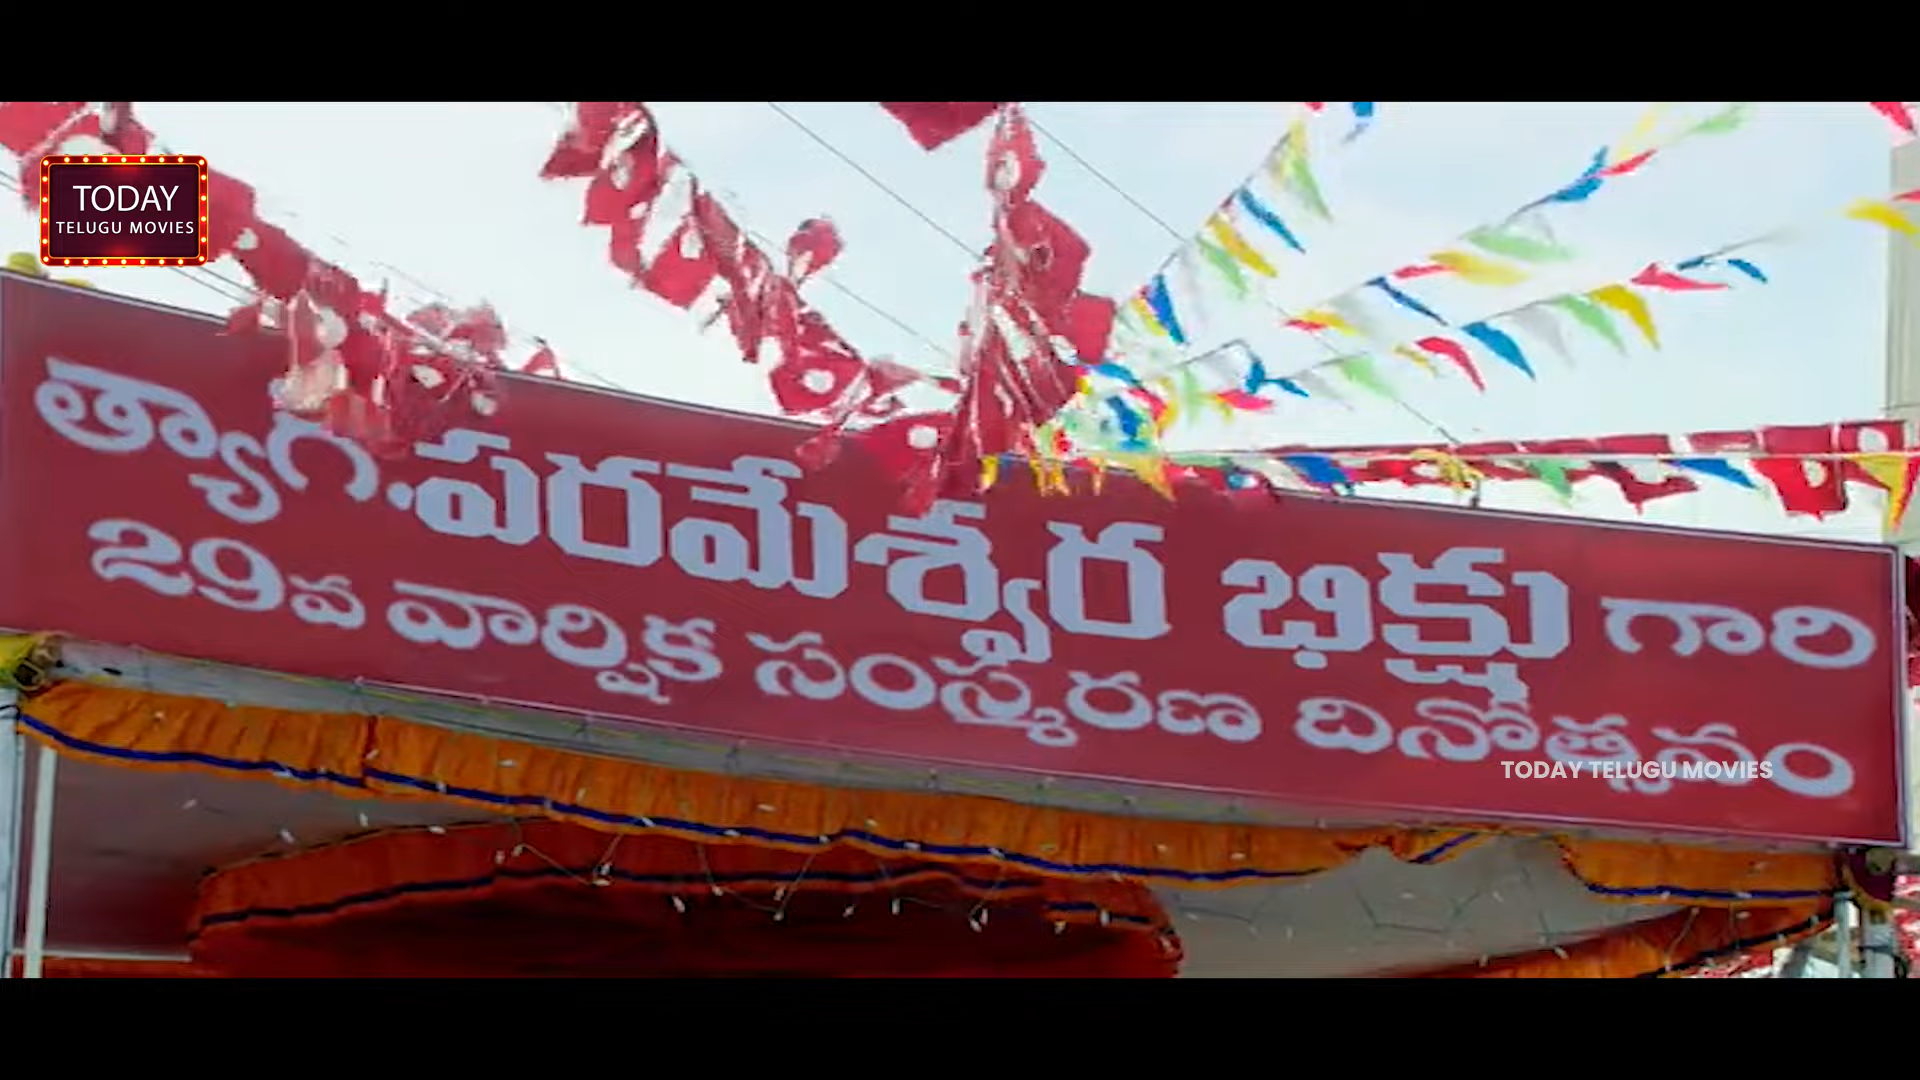 TODAY
TELUGU MOVIES
త్యాగ.పరమేశ్వర భిక్షు గారి
29వ వార్షిక సంస్మరణ దినోత్సవం
TODAY TELUGU MOVIES